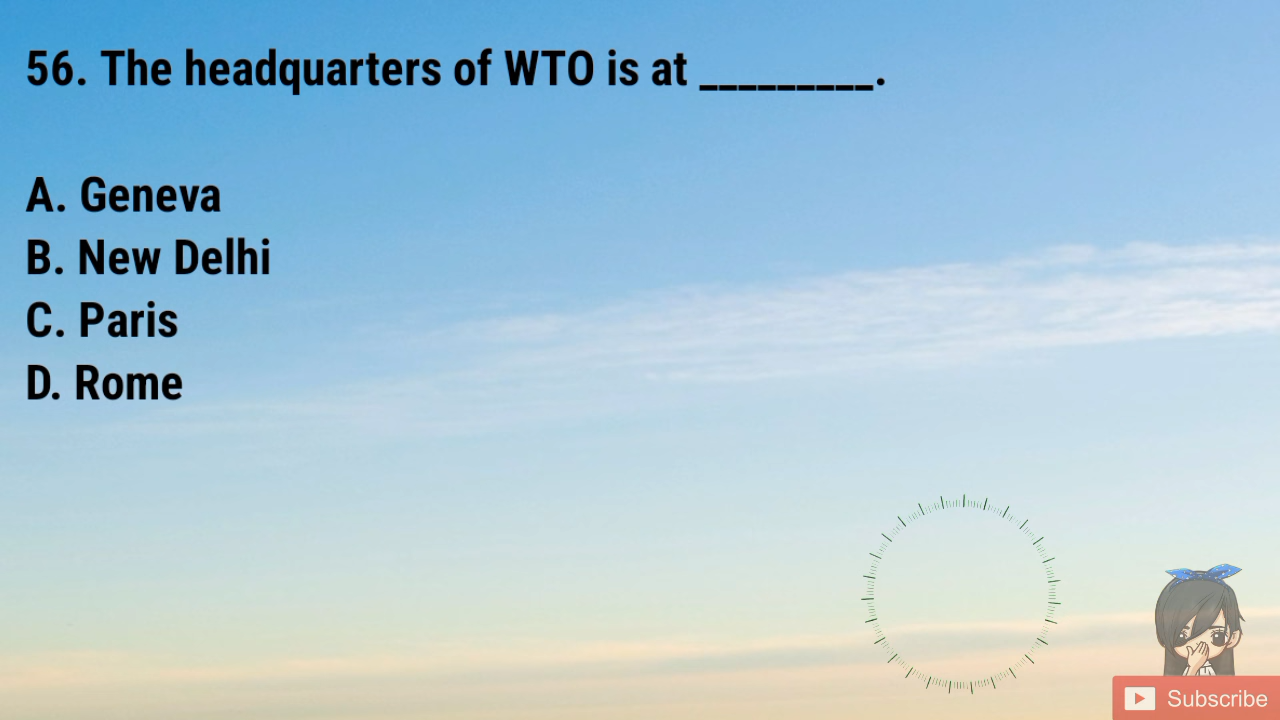 56. The headquarters of WTO is at _________.
A. Geneva
B. New Delhi
C. Paris
D. Rome
Subscribe